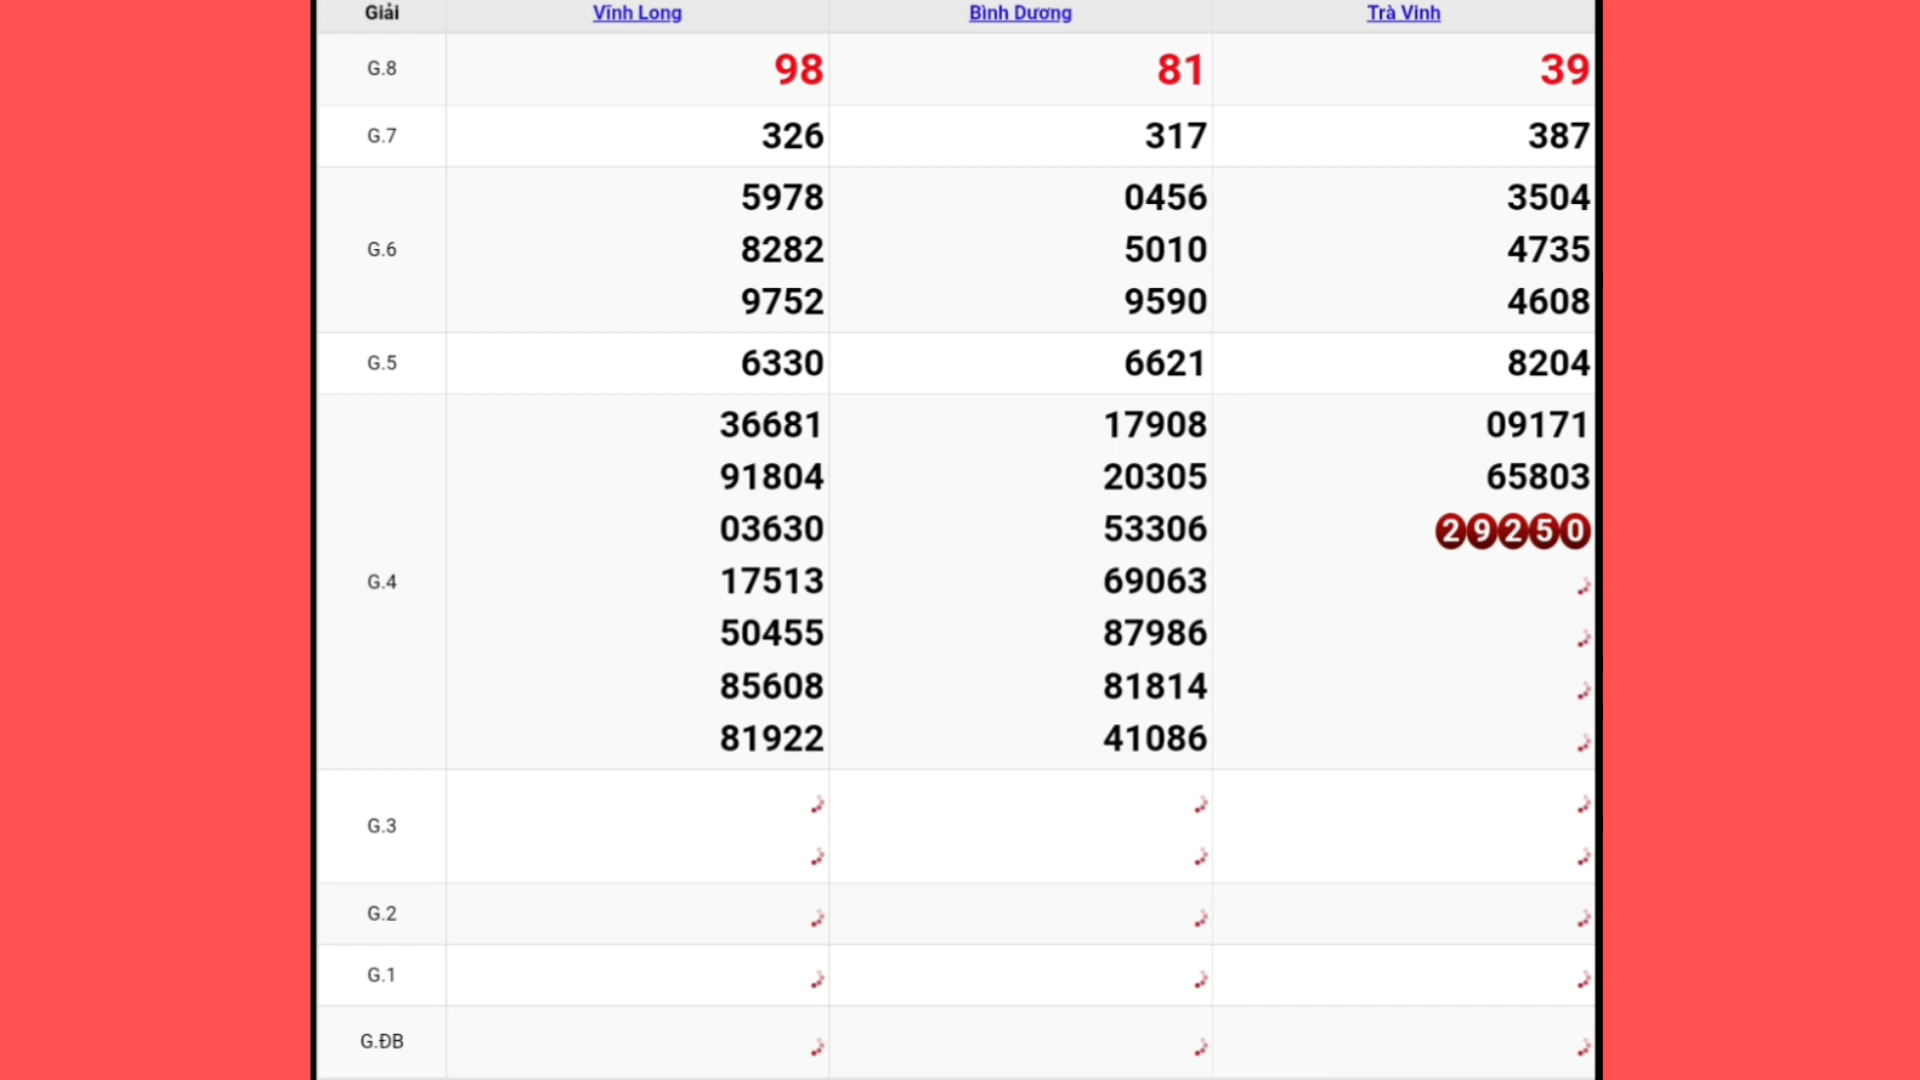 Giải Vĩnh Long Bình Dương Trà Vinh
G.8 98 81 39
G.7 326 317 387
5978 0456 3504
G.6 8282 5010 4735
9752 9590 4608
G.5 6330 6621 8204
36681 17908 09171
91804 20305 65803
03630 53306 29250
G.4 17513 69063
50455 87986
85608 81814
81922 41086
G.3
G.2
G.1
G.ĐB